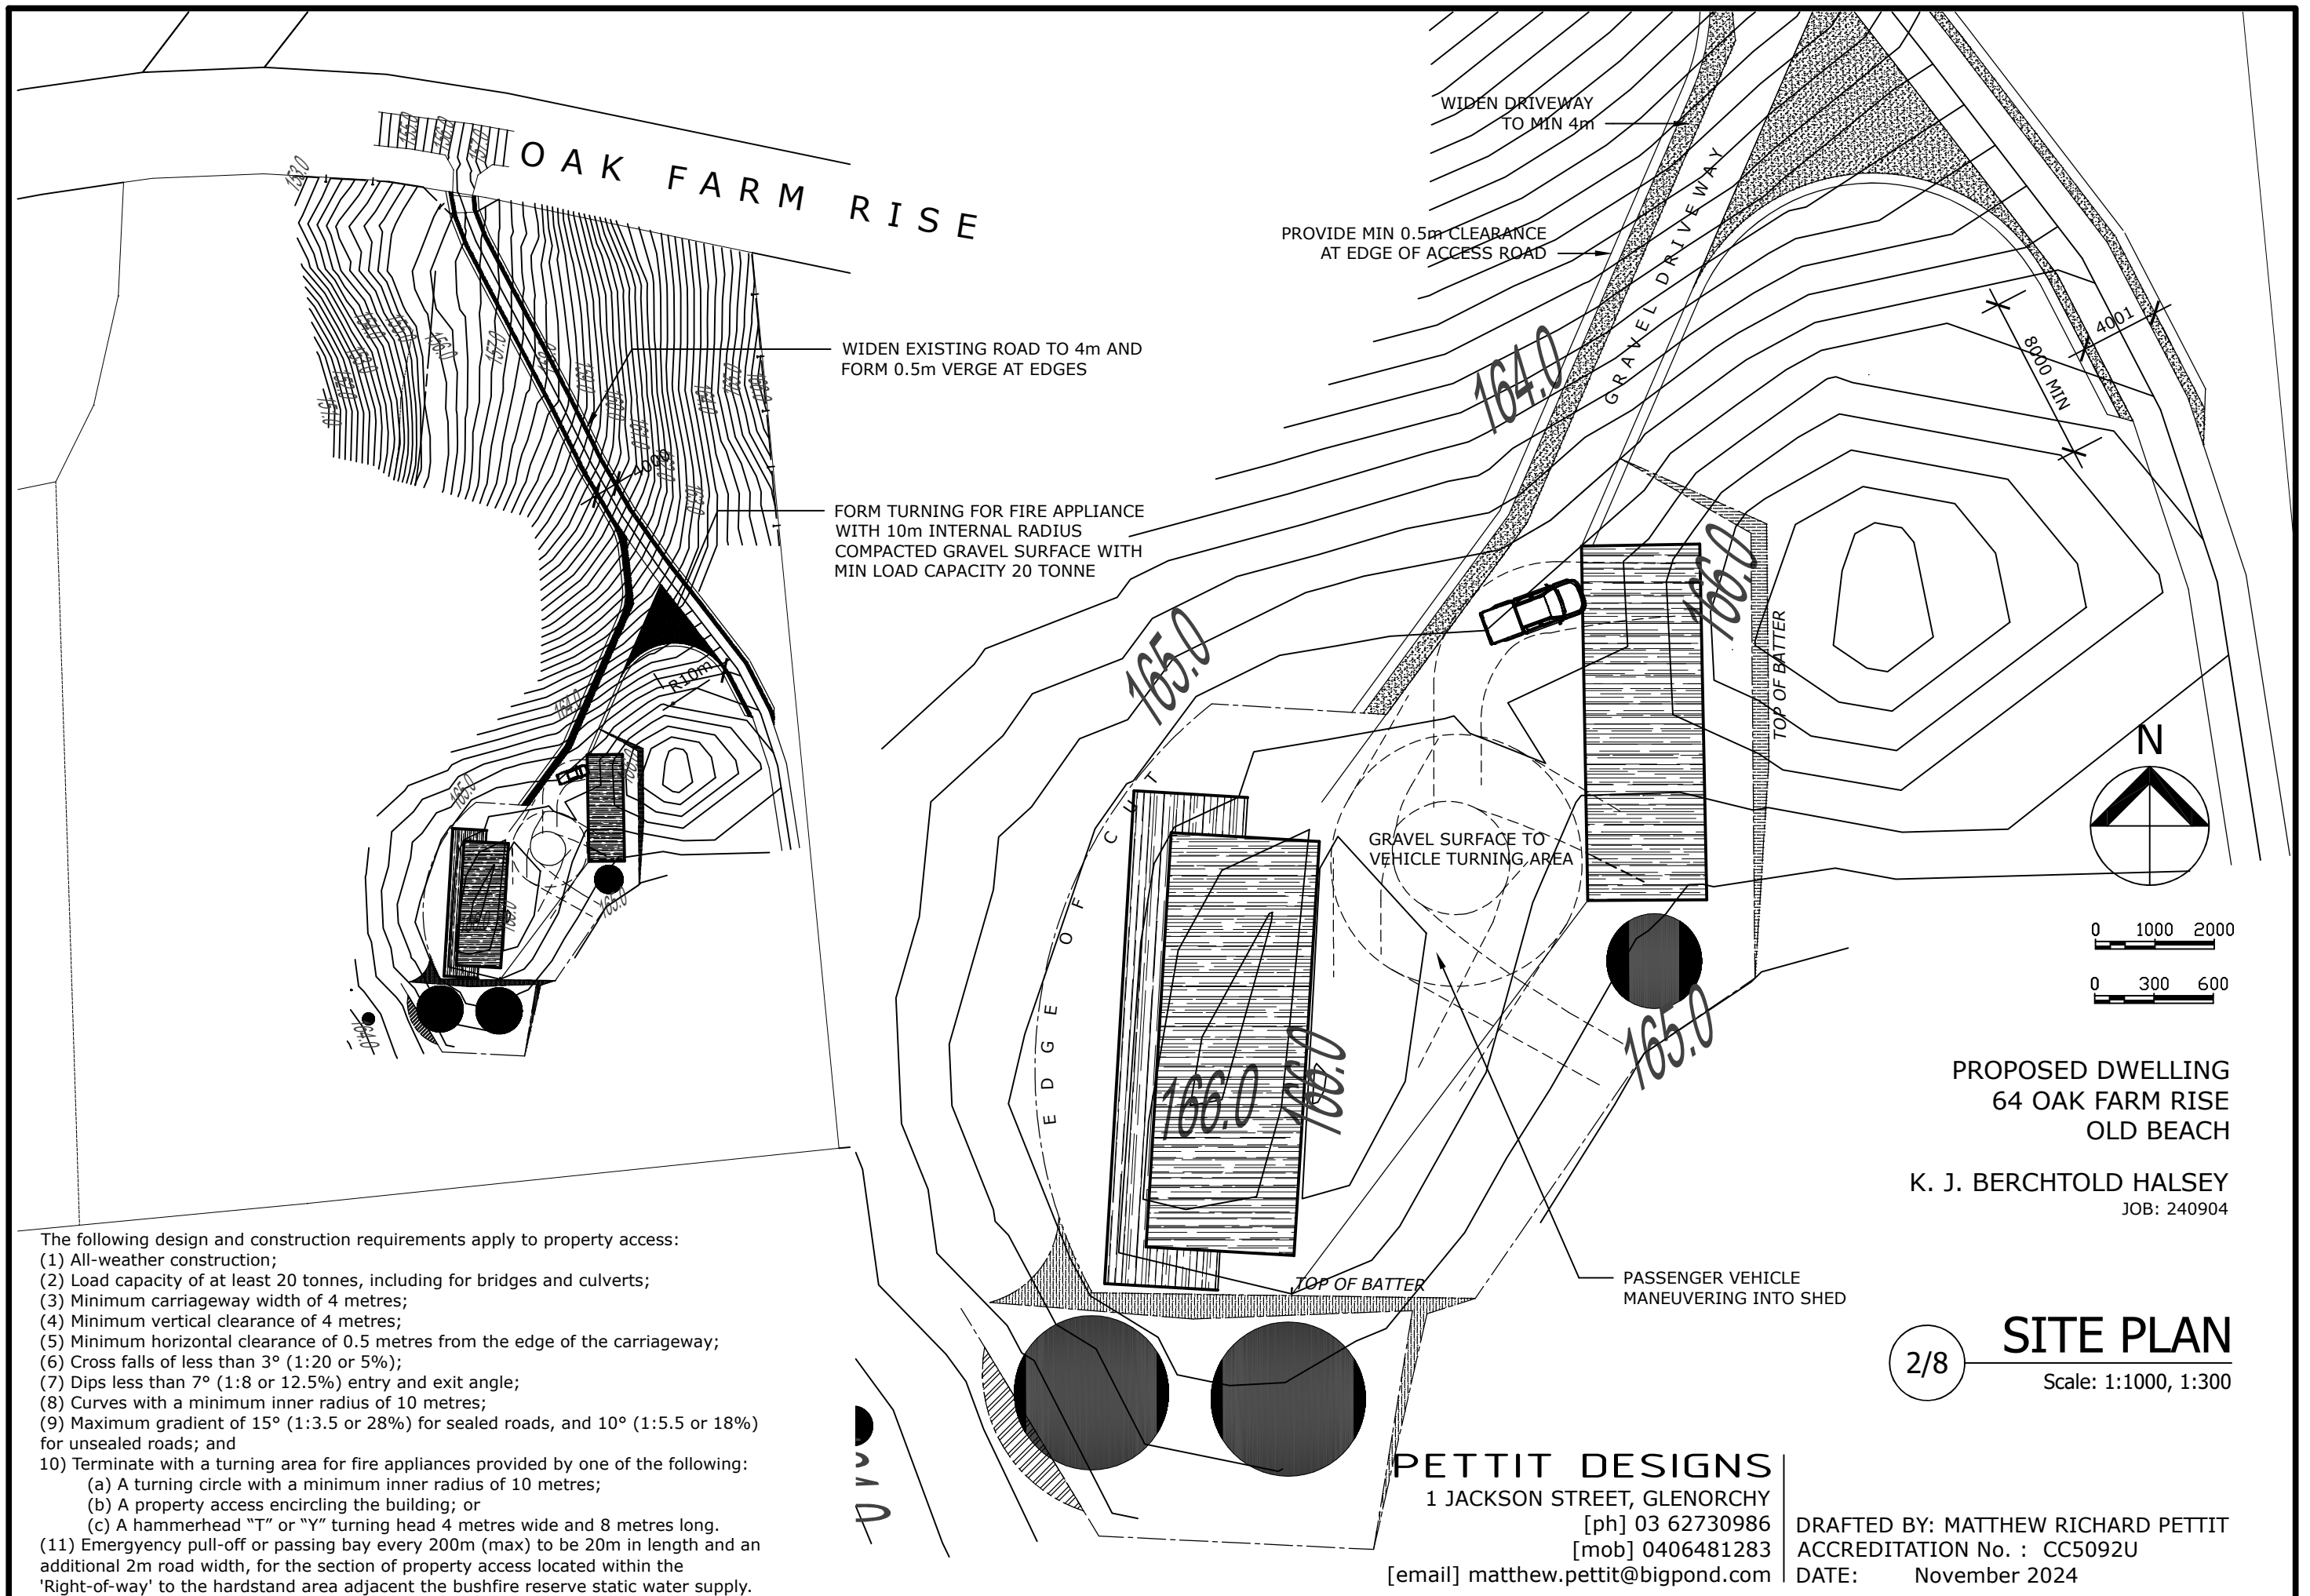 OAK FARM RISE
WIDEN EXISTING ROAD TO 4m AND
FORM 0.5m VERGE AT EDGES
FORM TURNING FOR FIRE APPLIANCE
WITH 10m INTERNAL RADIUS
COMPACTED GRAVEL SURFACE WITH
MIN LOAD CAPACITY 20 TONNE
153.0
156.0
157.0
4000
R10m
164.0
165.0
165.0
164.0
WIDEN DRIVEWAY
TO MIN 4m
PROVIDE MIN 0.5m CLEARANCE
AT EDGE OF ACCESS ROAD
GRAVEL DRIVEWAY
4001
8000 MIN
164.0
165.0
166.0
TOP OF BATTER
EDGE OF CUT
GRAVEL SURFACE TO
VEHICLE TURNING AREA
166.0
166.0
165.0
TOP OF BATTER
PASSENGER VEHICLE
MANEUVERING INTO SHED
N
0 1000 2000
0 300 600
PROPOSED DWELLING
64 OAK FARM RISE
OLD BEACH
K. J. BERCHTOLD HALSEY
JOB: 240904
2/8
SITE PLAN
Scale: 1:1000, 1:300
The following design and construction requirements apply to property access:
(1) All-weather construction;
(2) Load capacity of at least 20 tonnes, including for bridges and culverts;
(3) Minimum carriageway width of 4 metres;
(4) Minimum vertical clearance of 4 metres;
(5) Minimum horizontal clearance of 0.5 metres from the edge of the carriageway;
(6) Cross falls of less than 3° (1:20 or 5%);
(7) Dips less than 7° (1:8 or 12.5%) entry and exit angle;
(8) Curves with a minimum inner radius of 10 metres;
(9) Maximum gradient of 15° (1:3.5 or 28%) for sealed roads, and 10° (1:5.5 or 18%)
for unsealed roads; and
10) Terminate with a turning area for fire appliances provided by one of the following:
(a) A turning circle with a minimum inner radius of 10 metres;
(b) A property access encircling the building; or
(c) A hammerhead “T” or “Y” turning head 4 metres wide and 8 metres long.
(11) Emergyency pull-off or passing bay every 200m (max) to be 20m in length and an
additional 2m road width, for the section of property access located within the
'Right-of-way' to the hardstand area adjacent the bushfire reserve static water supply.
PETTIT DESIGNS
1 JACKSON STREET, GLENORCHY
[ph] 03 62730986
[mob] 0406481283
[email] matthew.pettit@bigpond.com
DRAFTED BY: MATTHEW RICHARD PETTIT
ACCREDITATION No. : CC5092U
DATE: November 2024